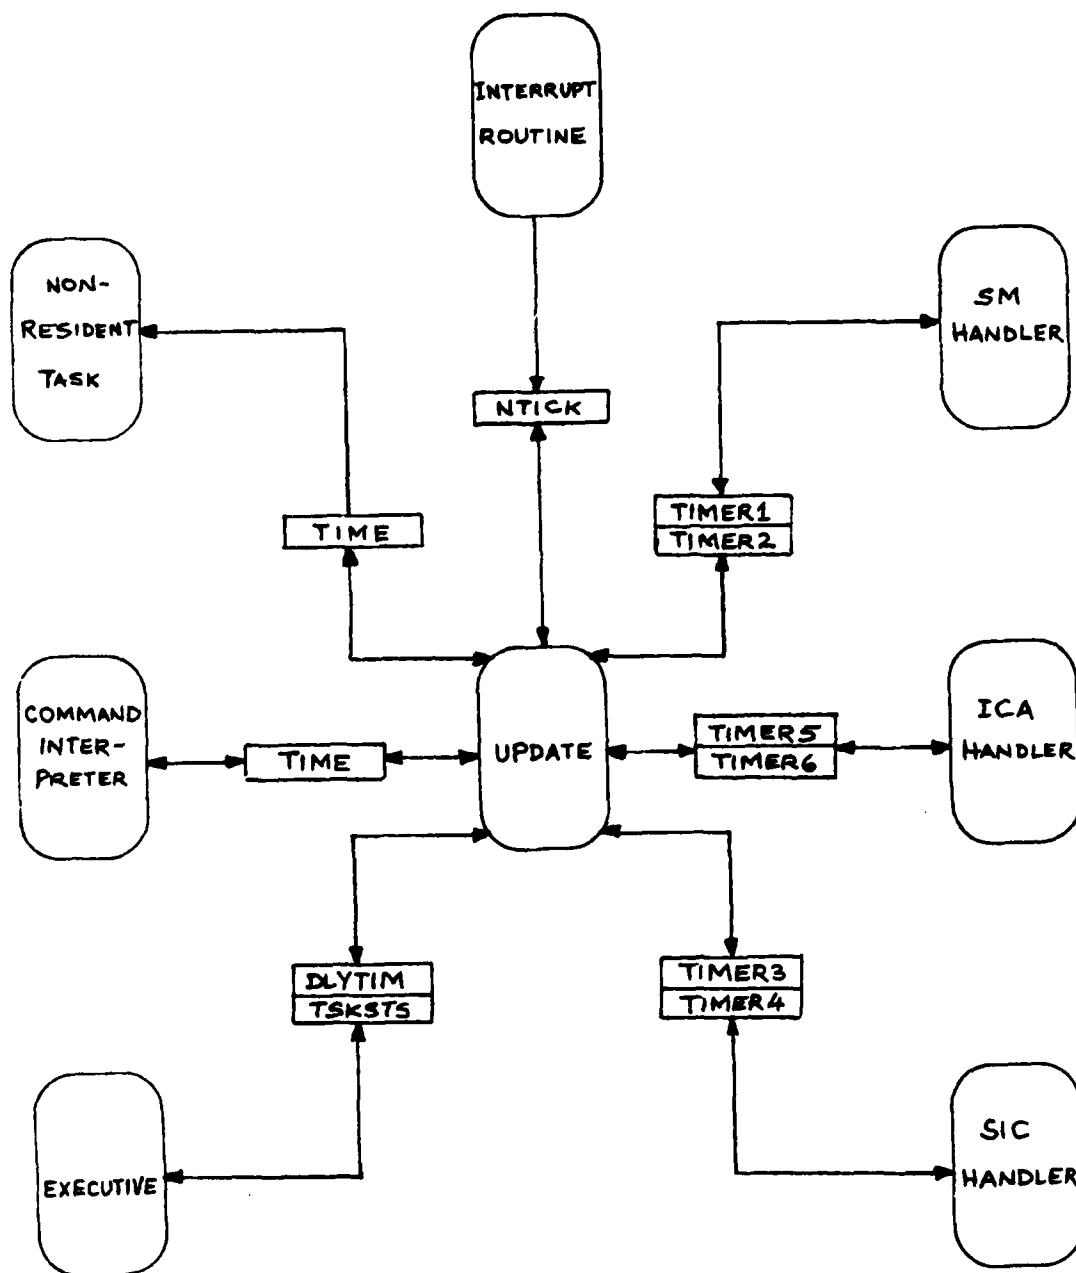 INTERRUPT
ROUTINE
NON-
RESIDENT
TASK
SM
HANDLER
NTICK
TIME
TIMER1
TIMER2
COMMAND
INTER-
PRETER
TIME
UPDATE
TIMER5
TIMER6
ICA
HANDLER
DLYTIM
TSKSTS
TIMER3
TIMER4
EXECUTIVE
SIC
HANDLER